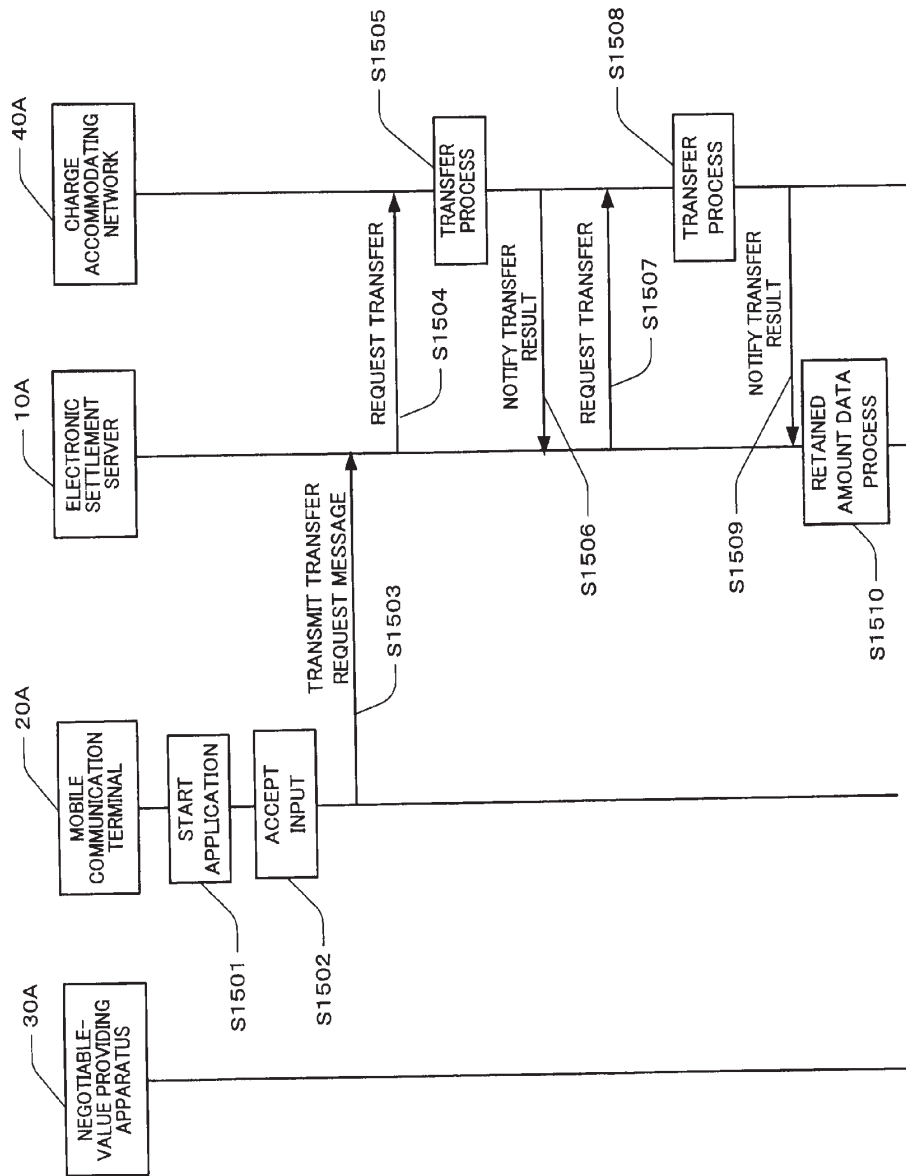 30A
NEGOTIABLE-
VALUE PROVIDING
APPARATUS
20A
MOBILE
COMMUNICATION
TERMINAL
10A
ELECTRONIC
SETTLEMENT
SERVER
40A
CHARGE
ACCOMMODATING
NETWORK
START
APPLICATION
S1501
ACCEPT
INPUT
S1502
TRANSMIT TRANSFER
REQUEST MESSAGE
S1503
REQUEST TRANSFER
S1504
TRANSFER
PROCESS
S1505
NOTIFY TRANSFER
RESULT
S1506
REQUEST TRANSFER
S1507
TRANSFER
PROCESS
S1508
NOTIFY TRANSFER
RESULT
S1509
RETAINED
AMOUNT DATA
PROCESS
S1510